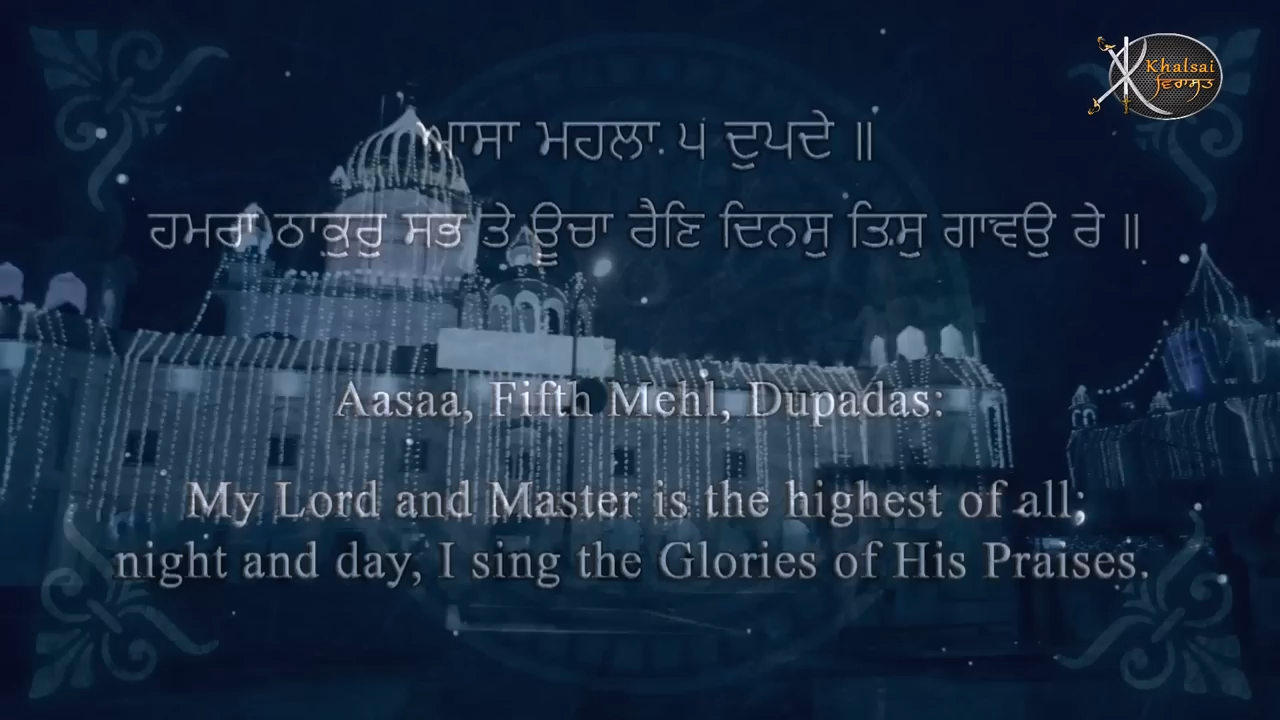 Khalsai
ਵਿਰਾਸਤ
ਆਸਾ ਮਹਲਾ ੫ ਦੁਪਦੇ ॥
ਹਮਰਾ ਠਾਕੁਰੁ ਸਭ ਤੇ ਊਚਾ ਰੈਣਿ ਦਿਨਸੁ ਤਿਸੁ ਗਾਵਉ ਰੇ ॥
Aasaa, Fifth Mehl, Dupadas:
My Lord and Master is the highest of all;
night and day, I sing the Glories of His Praises.